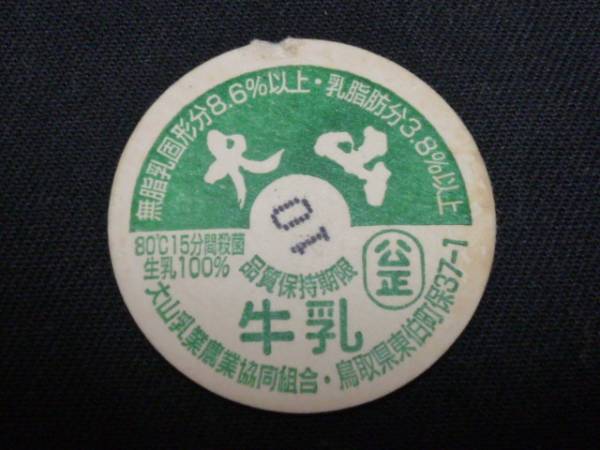 無脂乳固形分8.6%以上・乳脂肪分3.8%以上
大山
01
80℃15分間殺菌
生乳100%
品質保持期限
公正
牛乳
大山乳業農業協同組合・鳥取県東伯町保37-1